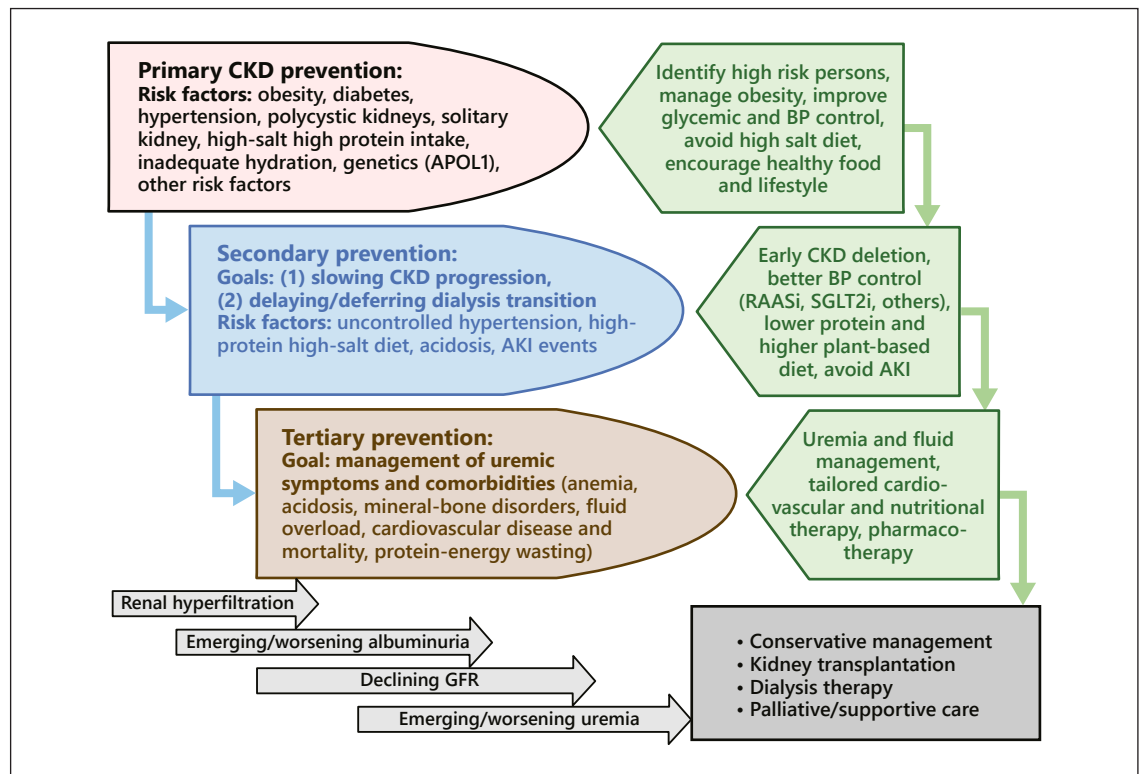 Primary CKD prevention:
Risk factors: obesity, diabetes,
hypertension, polycystic kidneys, solitary
kidney, high-salt high protein intake,
inadequate hydration, genetics (APOL1),
other risk factors
Identify high risk persons,
manage obesity, improve
glycemic and BP control,
avoid high salt diet,
encourage healthy food
and lifestyle
Secondary prevention:
Goals: (1) slowing CKD progression,
(2) delaying/deferring dialysis transition
Risk factors: uncontrolled hypertension, high-
protein high-salt diet, acidosis, AKI events
Early CKD deletion,
better BP control
(RAASi, SGLT2i, others),
lower protein and
higher plant-based
diet, avoid AKI
Tertiary prevention:
Goal: management of uremic
symptoms and comorbidities (anemia,
acidosis, mineral-bone disorders, fluid
overload, cardiovascular disease and
mortality, protein-energy wasting)
Uremia and fluid
management,
tailored cardio-
vascular and nutritional
therapy, pharmaco-
therapy
Renal hyperfiltration
Emerging/worsening albuminuria
Declining GFR
Emerging/worsening uremia
• Conservative management
• Kidney transplantation
• Dialysis therapy
• Palliative/supportive care